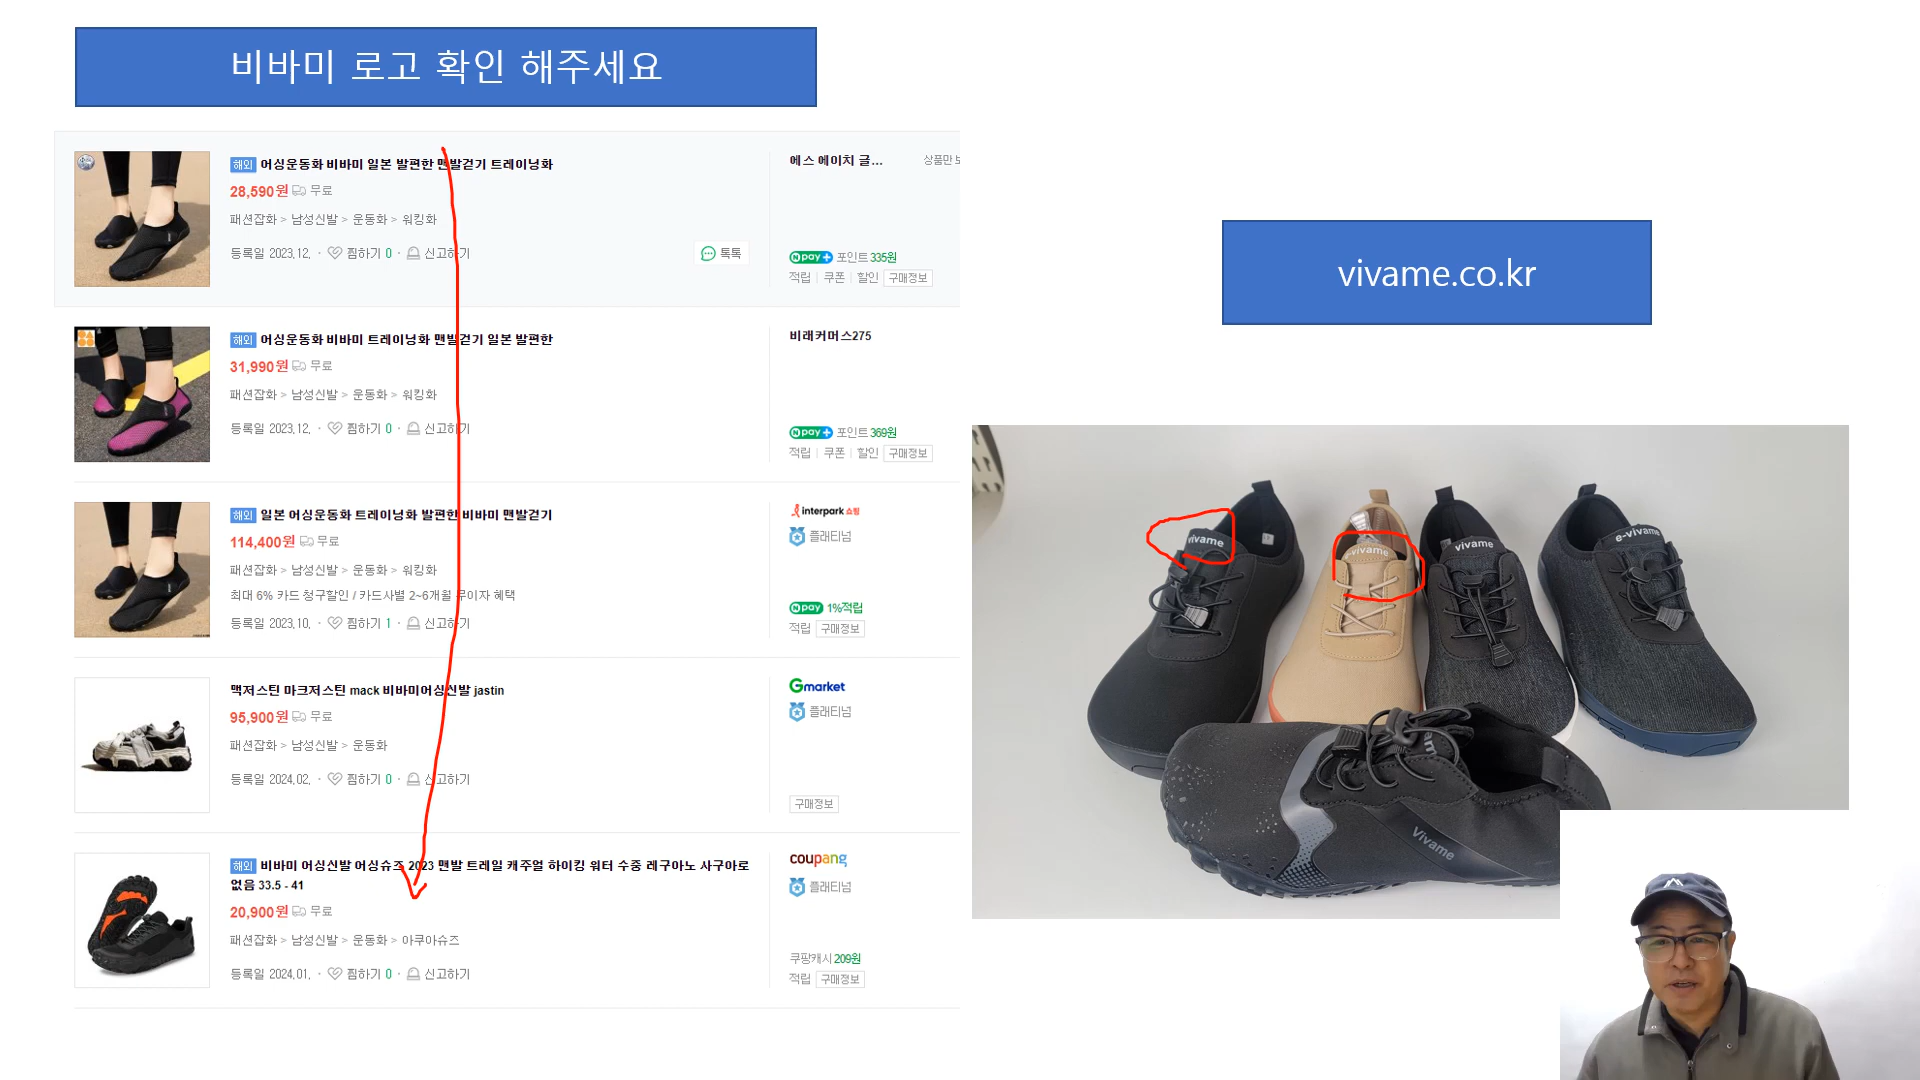 비바미 로고 확인 해주세요
해외 어싱운동화 비바미 일본 발편한 맨발걷기 트레이닝화
28,590원 무료
패션잡화 > 남성신발 > 운동화 > 워킹화
등록일 2023.12. · 찜하기 0 · 신고하기
톡톡
에스 에이치 글...
상품만 보
N pay + 포인트 335원
적립 | 쿠폰 | 할인 구매정보
해외 어싱운동화 비바미 트레이닝화 맨발걷기 일본 발편한
31,990원 무료
패션잡화 > 남성신발 > 운동화 > 워킹화
등록일 2023.12. · 찜하기 0 · 신고하기
비래커머스275
N pay + 포인트 369원
적립 | 쿠폰 | 할인 구매정보
해외 일본 어싱운동화 트레이닝화 발편한 비바미 맨발걷기
114,400원 무료
패션잡화 > 남성신발 > 운동화 > 워킹화
최대 6% 카드 청구할인 / 카드사별 2~6개월 무이자 혜택
등록일 2023.10. · 찜하기 1 · 신고하기
interpark 쇼핑
플래티넘
N pay 1%적립
적립 구매정보
맥저스틴 마크저스틴 mack 비바미어싱신발 jastin
95,900원 무료
패션잡화 > 남성신발 > 운동화
등록일 2024.02. · 찜하기 0 · 신고하기
Gmarket
플래티넘
구매정보
해외 비바미 어싱신발 어싱슈즈 2023 맨발 트레일 캐주얼 하이킹 워터 수중 레구아노 사구아로
없음 33.5 - 41
20,900원 무료
패션잡화 > 남성신발 > 운동화 > 아쿠아슈즈
등록일 2024.01. · 찜하기 0 · 신고하기
coupang
플래티넘
쿠팡캐시 209원
적립 구매정보
vivame.co.kr
vivame
e-vivame
vivame
e-vivame
Vivame